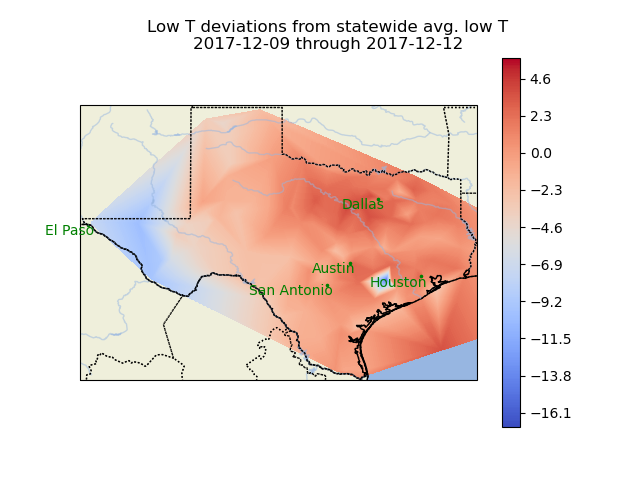 Low T deviations from statewide avg. low T
2017-12-09 through 2017-12-12
4.6
2.3
0.0
−2.3
−4.6
−6.9
−9.2
−11.5
−13.8
−16.1
Dallas
El Paso
Austin
San Antonio
Houston